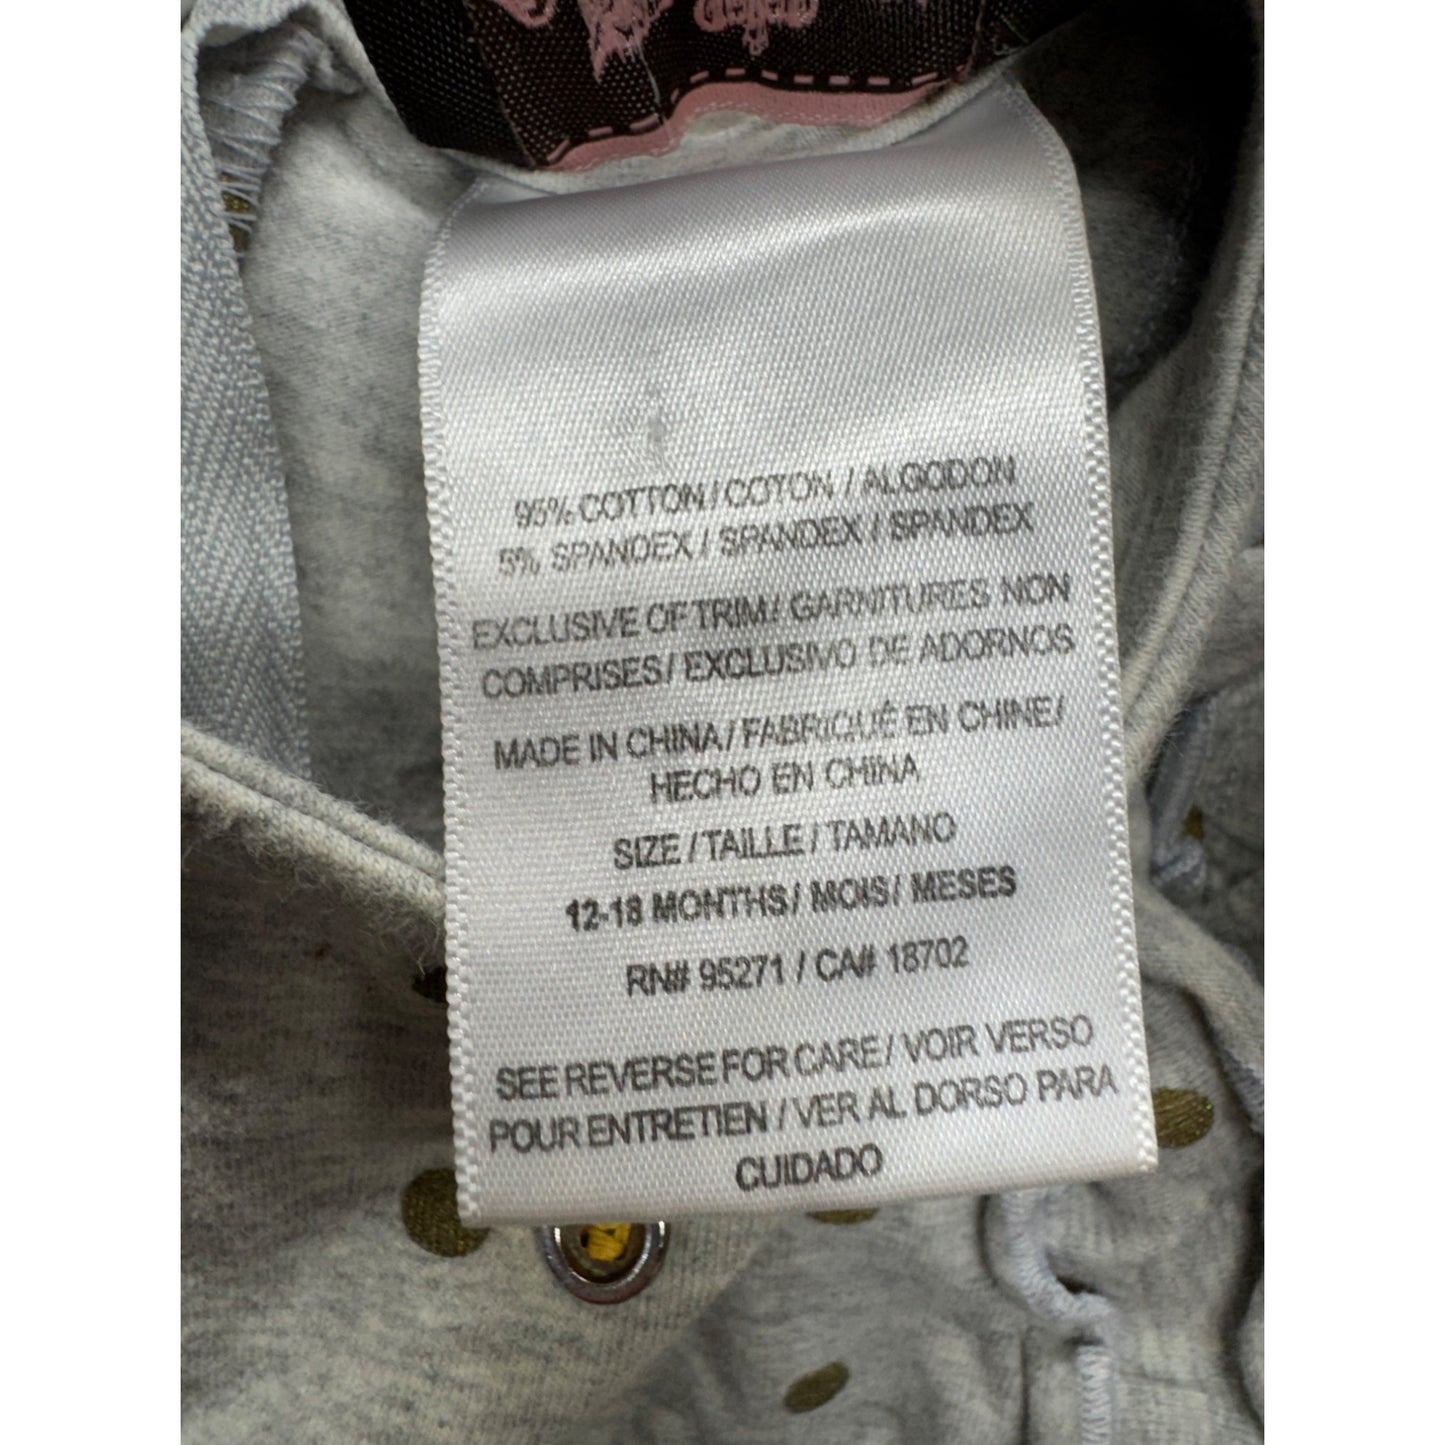 95% COTTON / COTON / ALGODON
5% SPANDEX / SPANDEX / SPANDEX
EXCLUSIVE OF TRIM / GARNITURES NON
COMPRISES / EXCLUSIVO DE ADORNOS
MADE IN CHINA / FABRIQUÉ EN CHINE /
HECHO EN CHINA
SIZE / TAILLE / TAMANO
12-18 MONTHS / MOIS / MESES
RN# 95271 / CA# 18702
SEE REVERSE FOR CARE / VOIR VERSO
POUR ENTRETIEN / VER AL DORSO PARA
CUIDADO